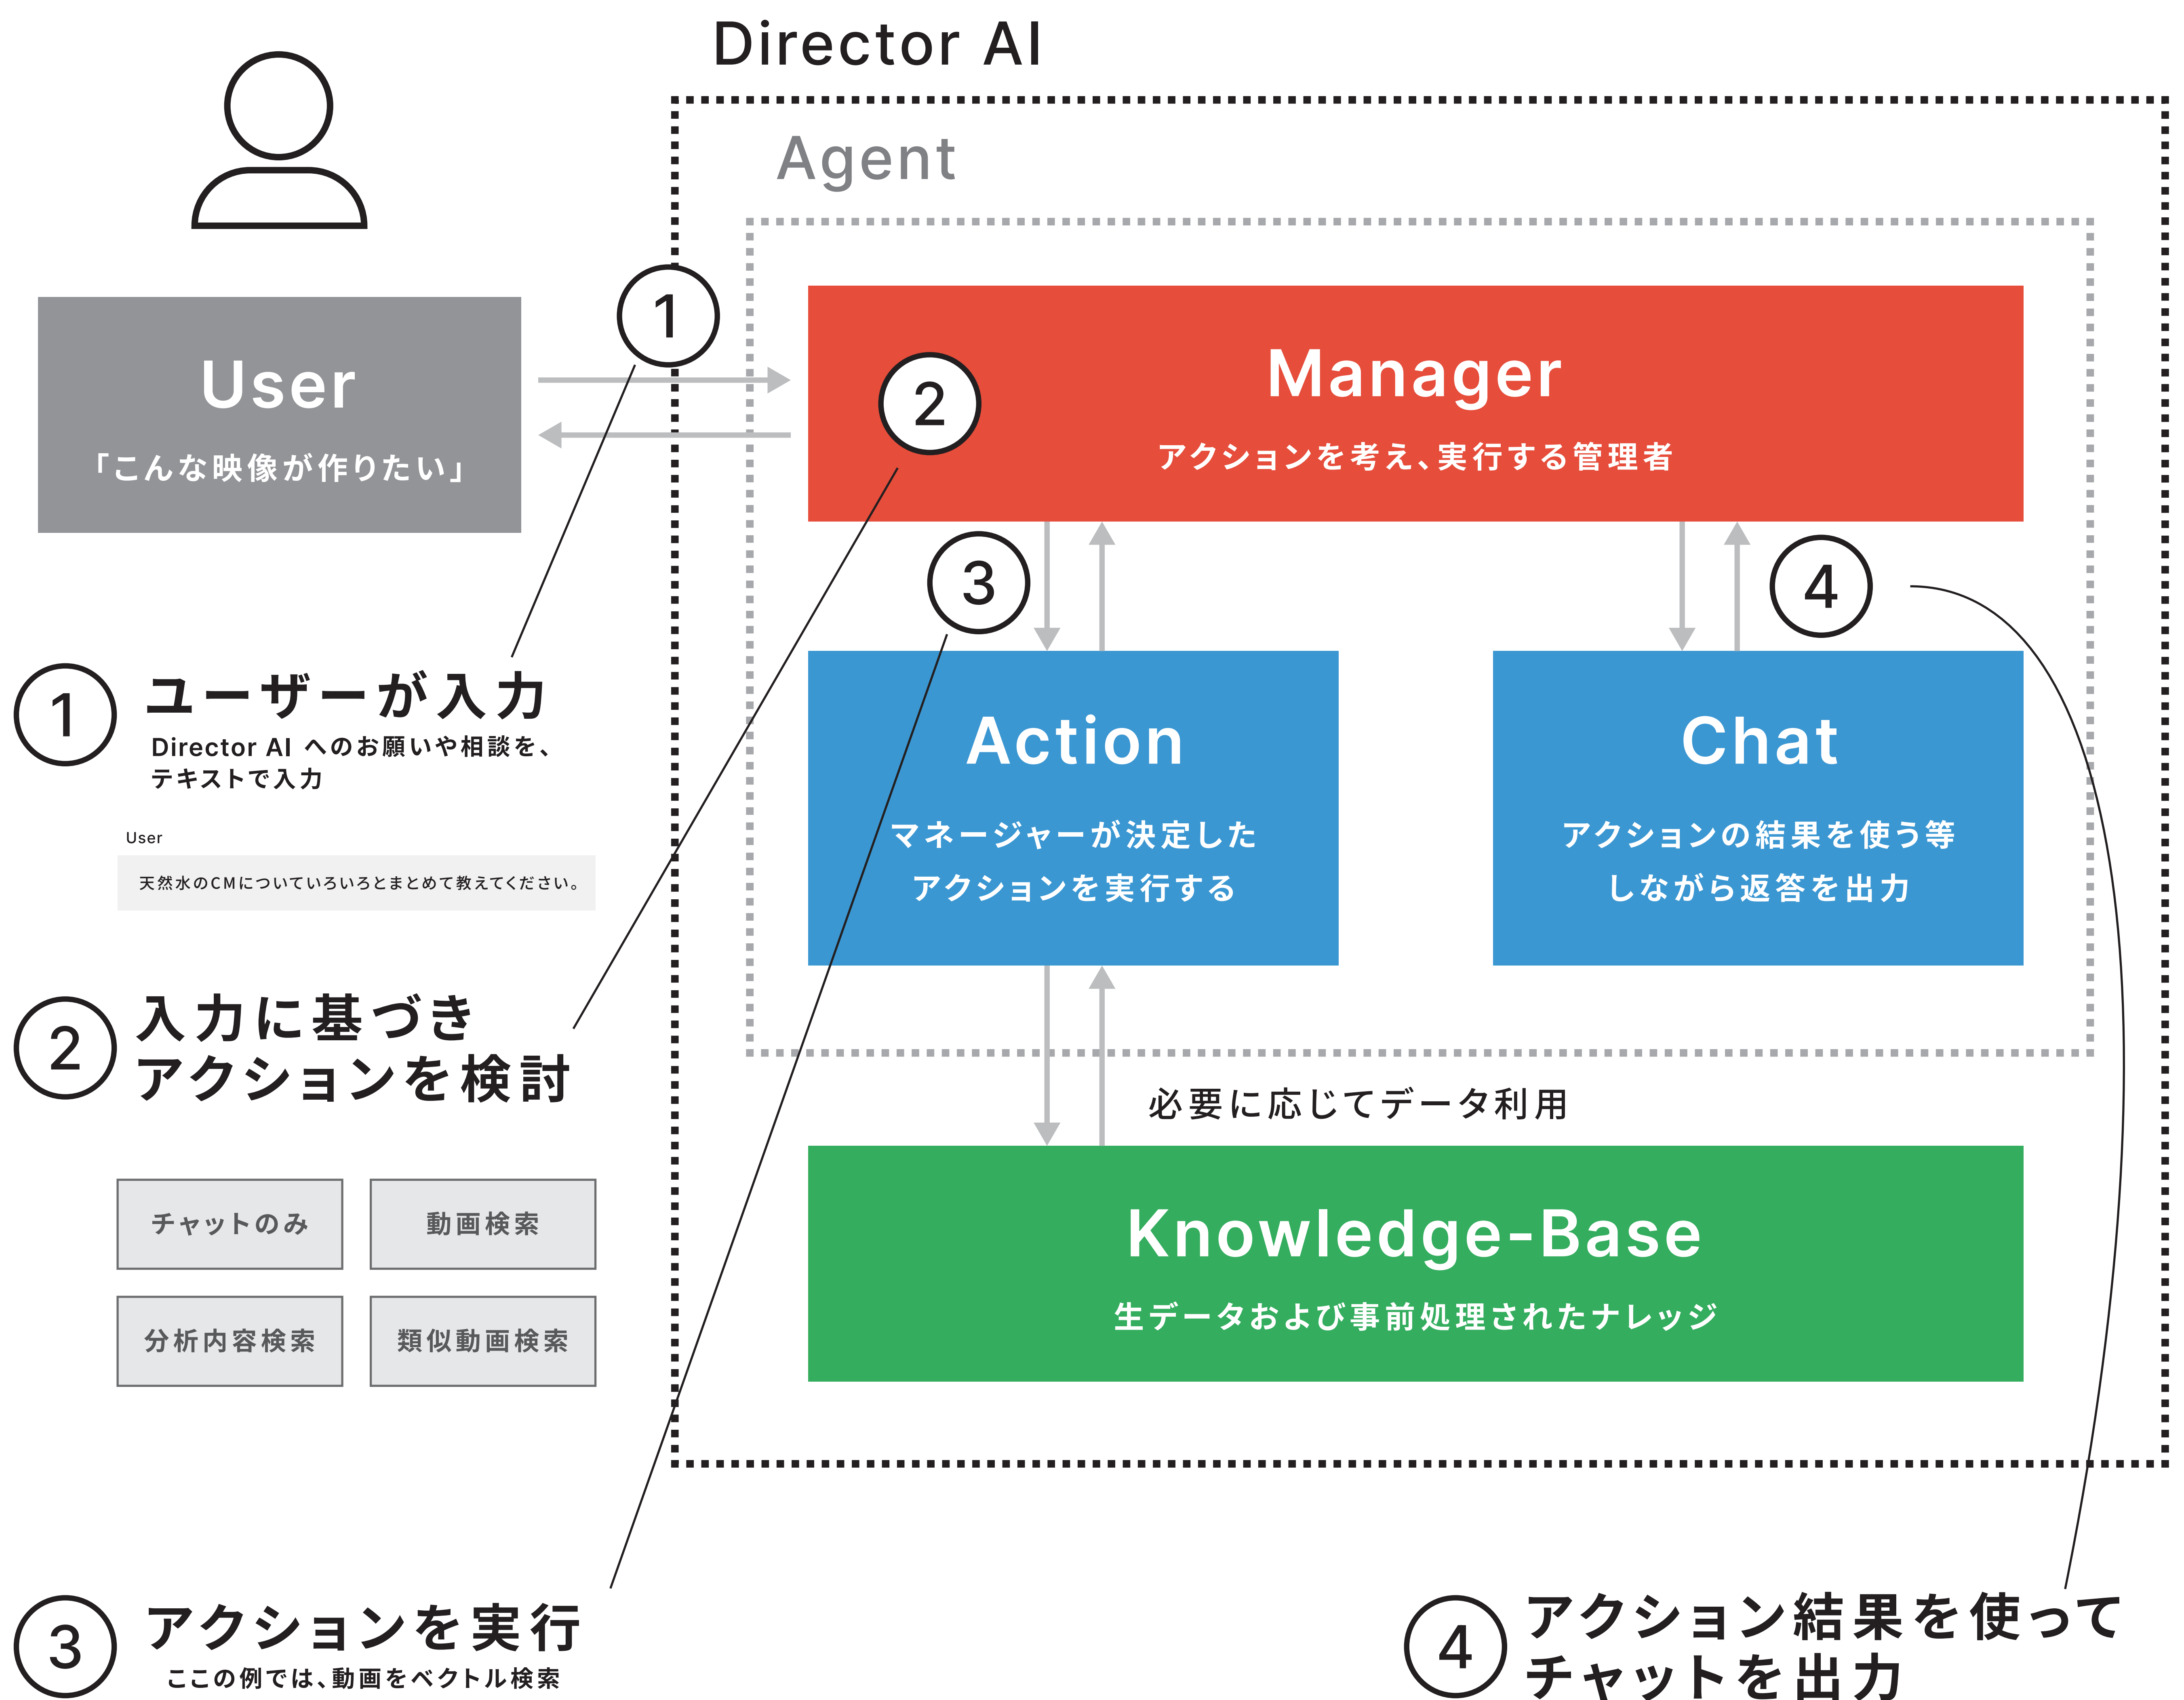 Director AI
Agent
User
「こんな映像が作りたい」
1
2
Manager
アクションを考え、実行する管理者
3
4
Action
マネージャーが決定した
アクションを実行する
Chat
アクションの結果を使う等
しながら返答を出力
必要に応じてデータ利用
Knowledge-Base
生データおよび事前処理されたナレッジ
1 ユーザーが入力
Director AI へのお願いや相談を、
テキストで入力
User
天然水のCMについていろいろとまとめて教えてください。
2 入力に基づき
アクションを検討
チャットのみ
動画検索
分析内容検索
類似動画検索
3 アクションを実行
ここの例では、動画をベクトル検索
4 アクション結果を使って
チャットを出力